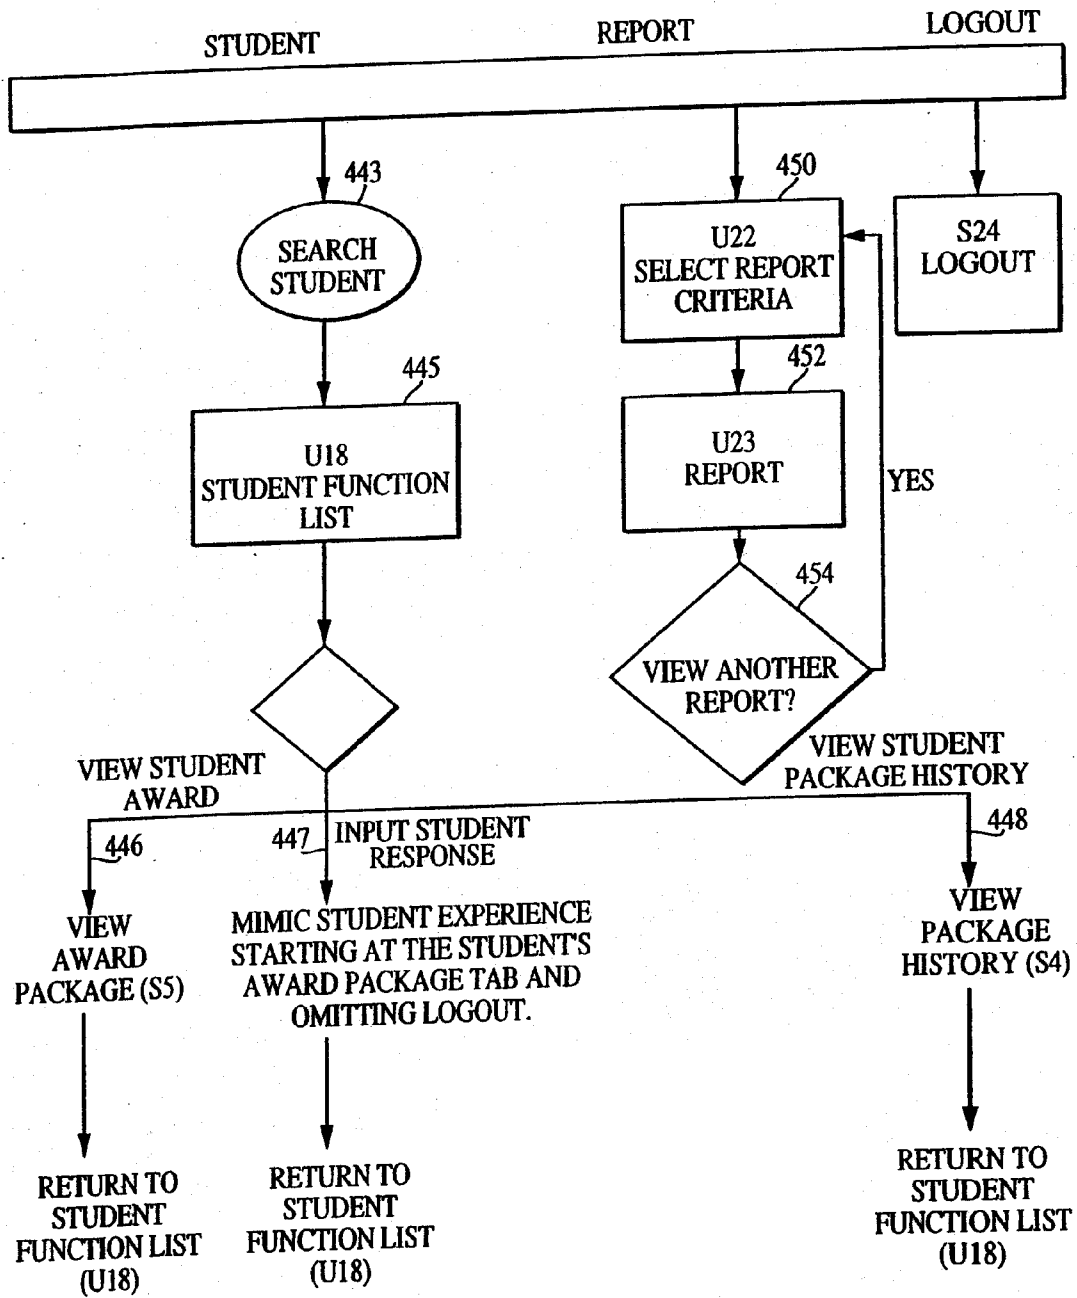 STUDENT
REPORT
LOGOUT
443
SEARCH
STUDENT
445
U18
STUDENT FUNCTION
LIST
450
U22
SELECT REPORT
CRITERIA
S24
LOGOUT
452
U23
REPORT
YES
454
VIEW ANOTHER
REPORT?
VIEW STUDENT
AWARD
446
447
INPUT STUDENT
RESPONSE
VIEW STUDENT
PACKAGE HISTORY
448
VIEW
AWARD
PACKAGE (S5)
MIMIC STUDENT EXPERIENCE
STARTING AT THE STUDENT'S
AWARD PACKAGE TAB AND
OMITTING LOGOUT.
VIEW
PACKAGE
HISTORY (S4)
RETURN TO
STUDENT
FUNCTION LIST
(U18)
RETURN TO
STUDENT
FUNCTION LIST
(U18)
RETURN TO
STUDENT
FUNCTION LIST
(U18)